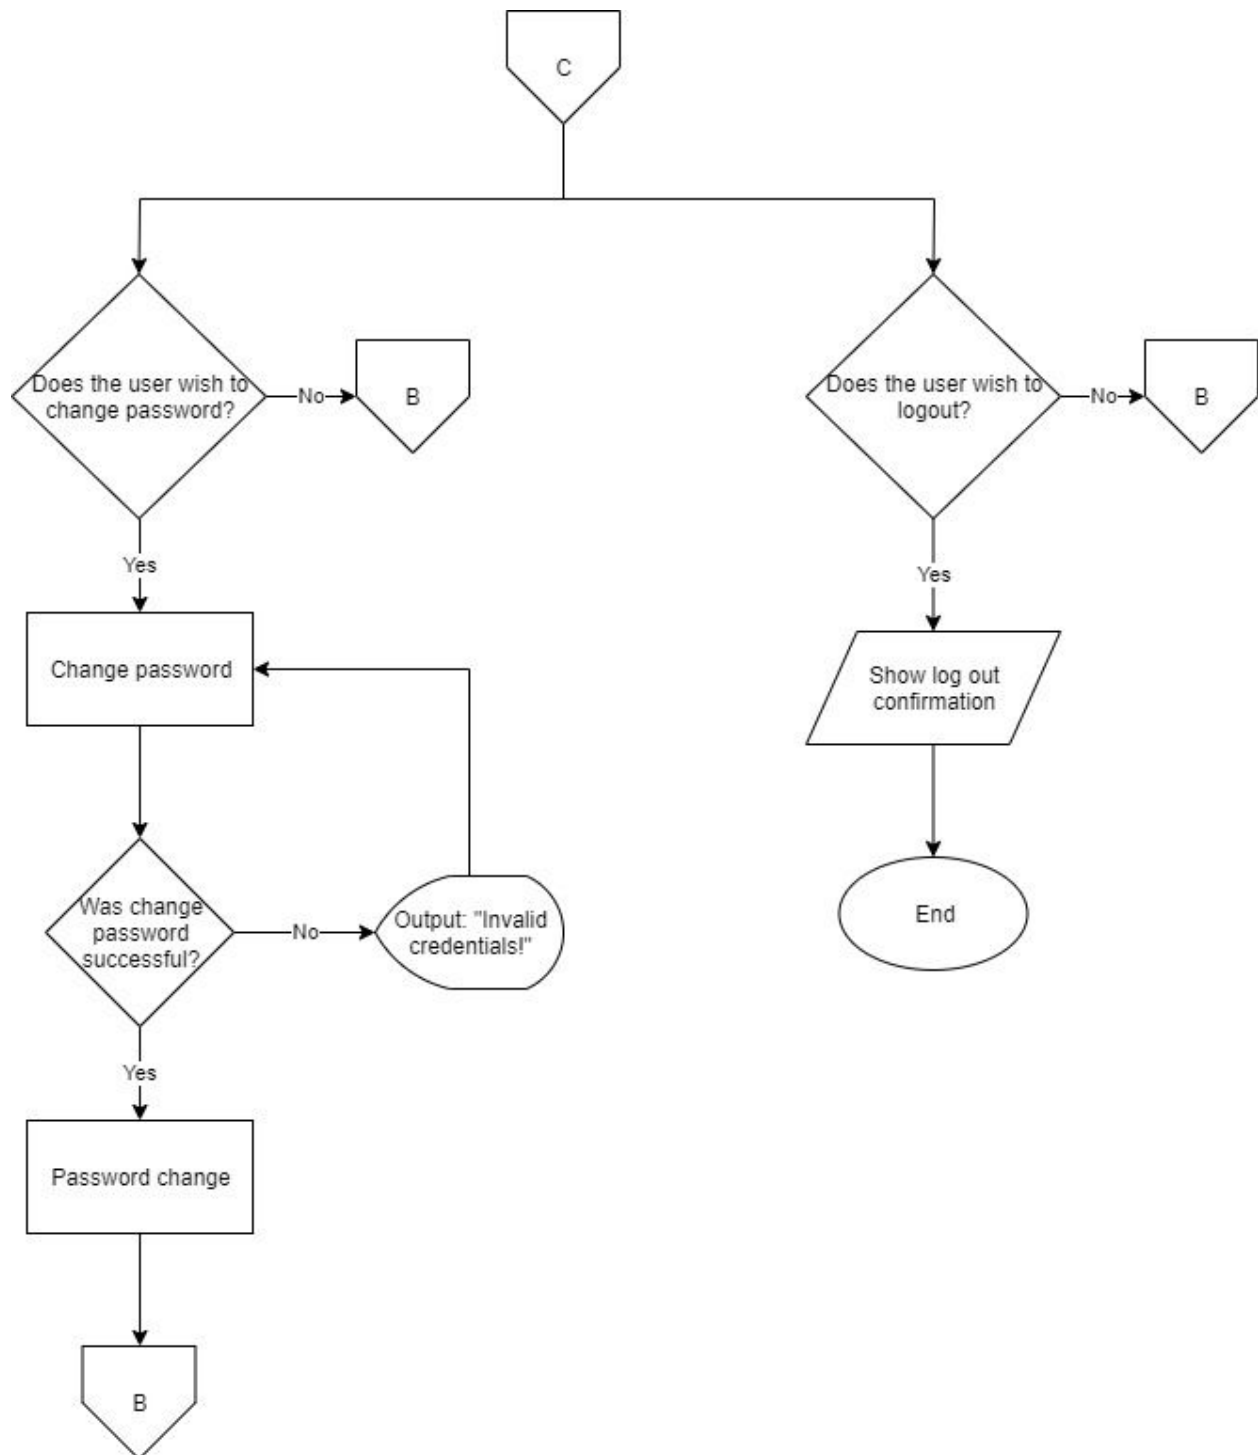 C
Does the user wish to
change password?
No
B
Does the user wish to
logout?
No
B
Yes
Yes
Change password
Show log out
confirmation
Was change
password
successful?
No
Output: "Invalid
credentials!"
End
Yes
Password change
B